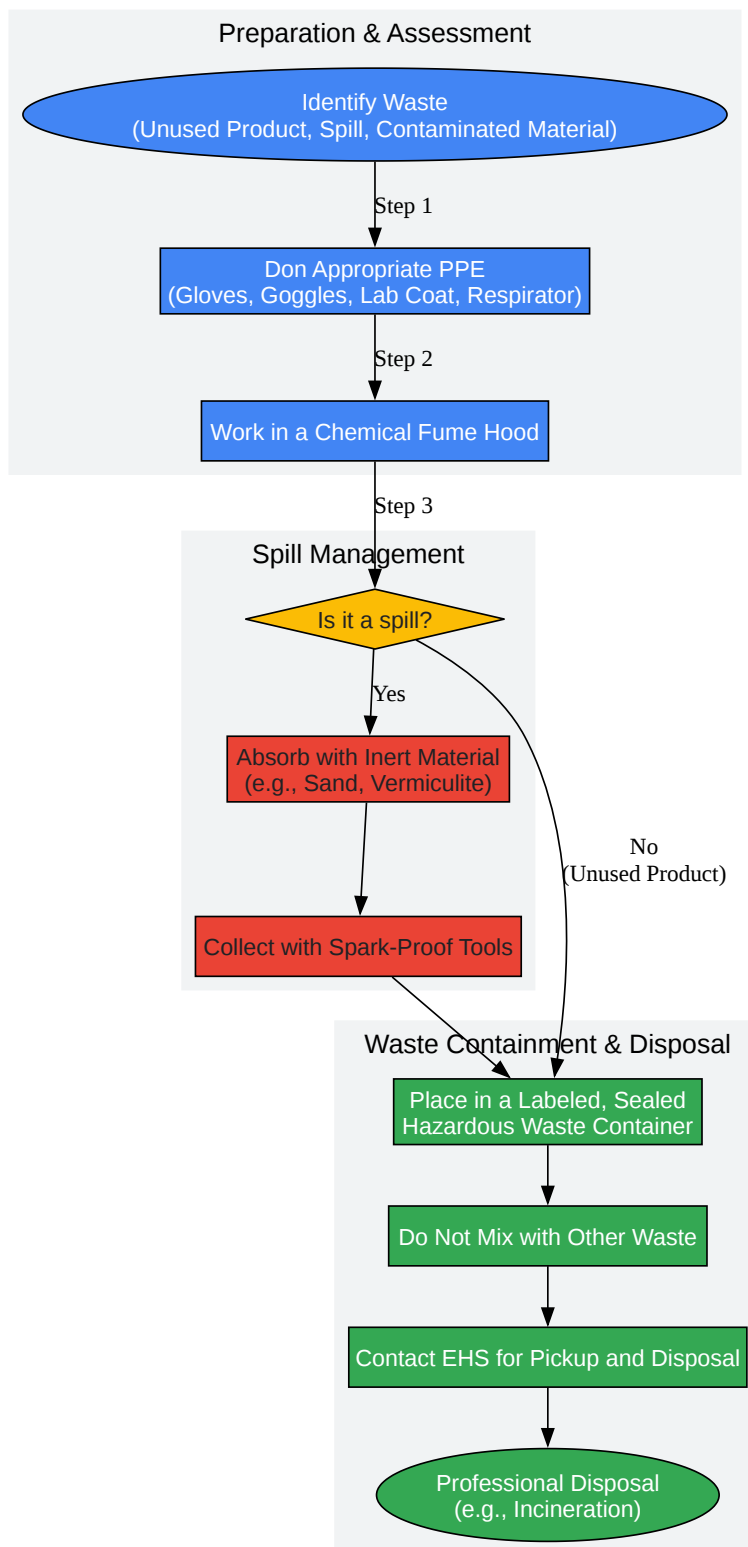 Preparation & Assessment
Identify Waste
(Unused Product, Spill, Contaminated Material)
Step 1
Don Appropriate PPE
(Gloves, Goggles, Lab Coat, Respirator)
Step 2
Work in a Chemical Fume Hood
Step 3
Spill Management
Is it a spill?
Yes
Absorb with Inert Material
(e.g., Sand, Vermiculite)
No
(Unused Product)
Collect with Spark-Proof Tools
Waste Containment & Disposal
Place in a Labeled, Sealed
Hazardous Waste Container
Do Not Mix with Other Waste
Contact EHS for Pickup and Disposal
Professional Disposal
(e.g., Incineration)